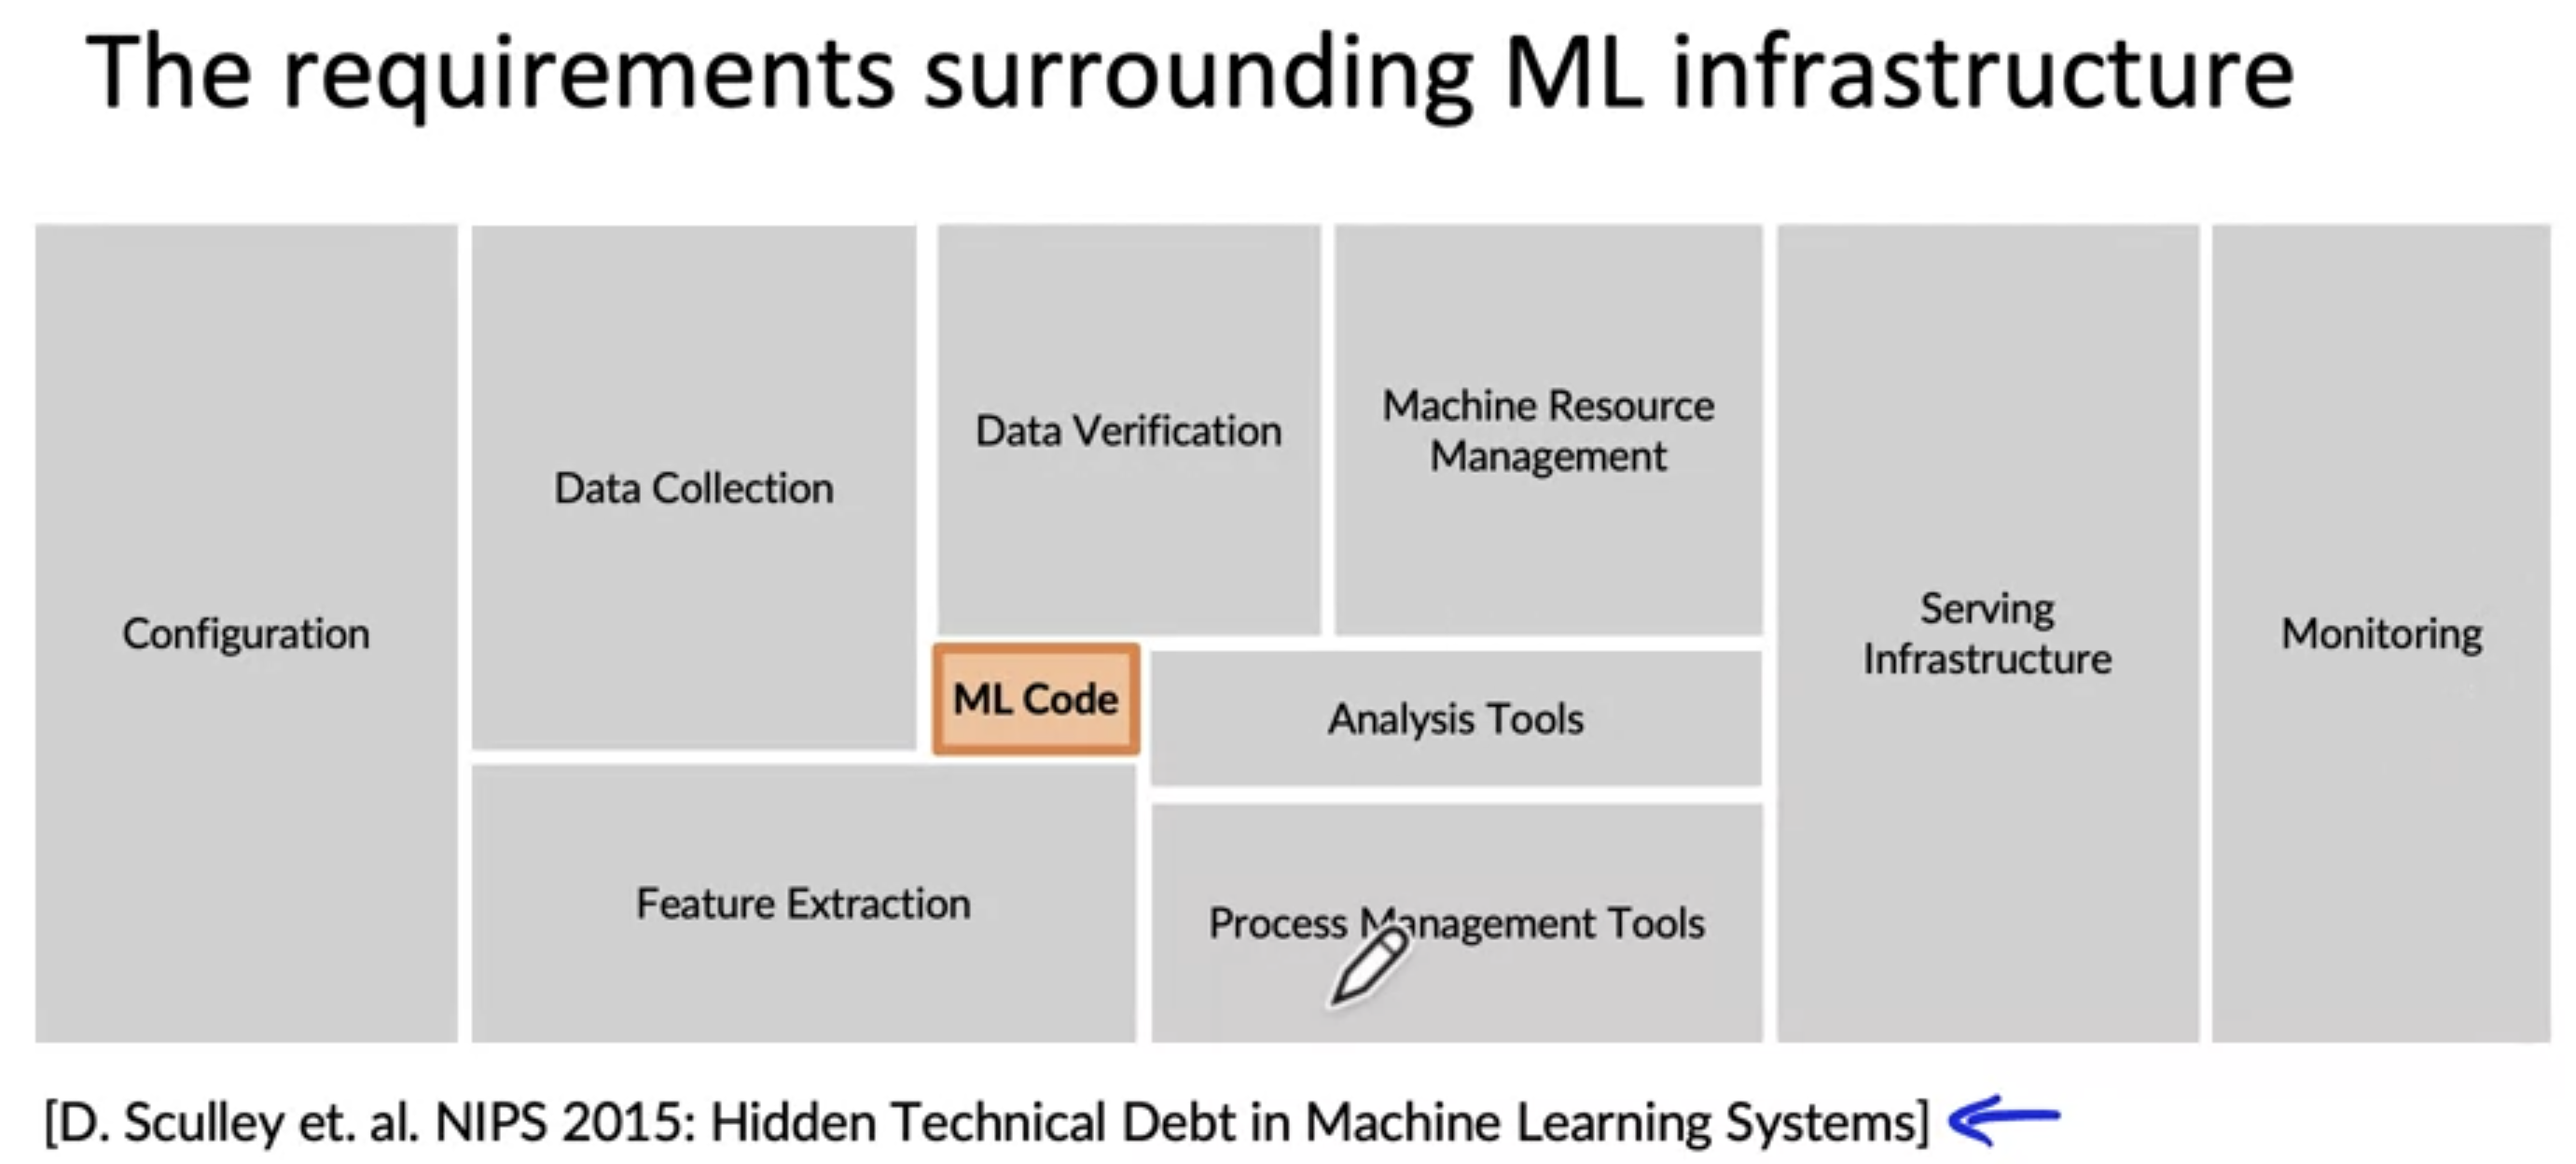 The requirements surrounding ML infrastructure
Configuration
Data Collection
Data Verification
Machine Resource
Management
ML Code
Analysis Tools
Feature Extraction
Process Management Tools
Serving
Infrastructure
Monitoring
[D. Sculley et. al. NIPS 2015: Hidden Technical Debt in Machine Learning Systems]